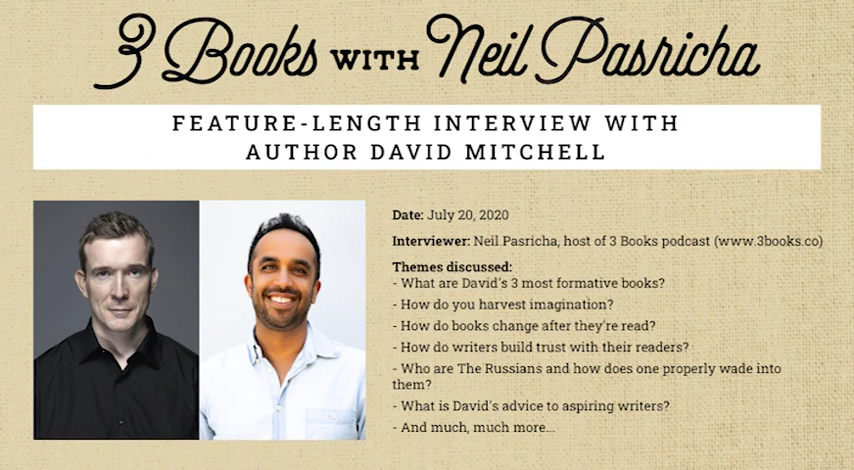 3 Books WITH Neil Pasricha
FEATURE-LENGTH INTERVIEW WITH
AUTHOR DAVID MITCHELL
Date: July 20, 2020
Interviewer: Neil Pasricha, host of 3 Books podcast (www.3books.co)
Themes discussed:
- What are David's 3 most formative books?
- How do you harvest imagination?
- How do books change after they're read?
- How do writers build trust with their readers?
- Who are The Russians and how does one properly wade into
them?
- What is David's advice to aspiring writers?
- And much, much more...